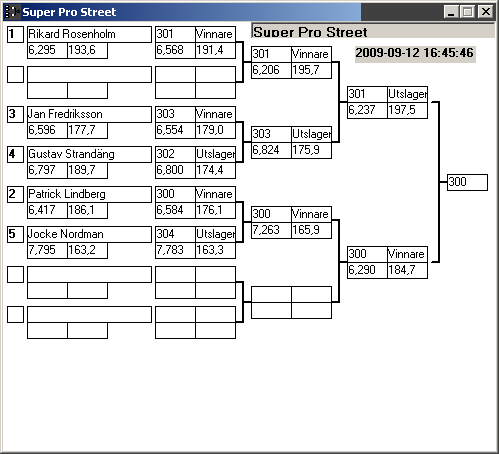 Super Pro Street
Super Pro Street
2009-09-12 16:45:46
1 Rikard Rosenholm 301 Vinnare
6,295 193,6 6,568 191,4
301 Vinnare
6,206 195,7
301 Utslager
6,237 197,5
3 Jan Fredriksson 303 Vinnare
6,596 177,7 6,554 179,0
303 Utslager
6,824 175,9
4 Gustav Strandäng 302 Utslager
6,797 189,7 6,800 174,4
300
2 Patrick Lindberg 300 Vinnare
6,417 186,1 6,584 176,1
300 Vinnare
7,263 165,9
5 Jocke Nordman 304 Utslager
7,795 163,2 7,783 163,3
300 Vinnare
6,290 184,7